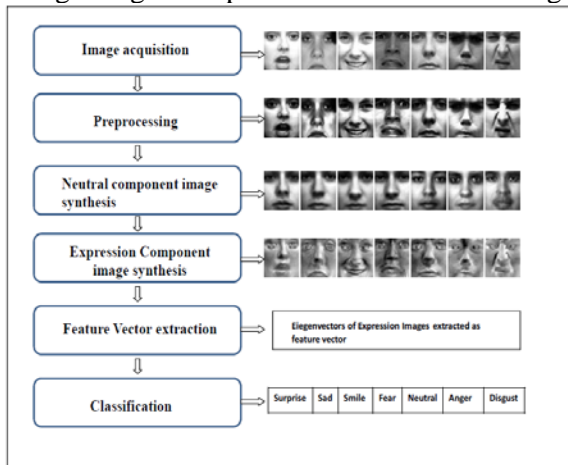 Image acquisition
Preprocessing
Neutral component image
synthesis
Expression Component
image synthesis
Feature Vector extraction
Eiegenvectors of Expression Images extracted as
feature vector
Classification
Surprise Sad Smile Fear Neutral Anger Disgust